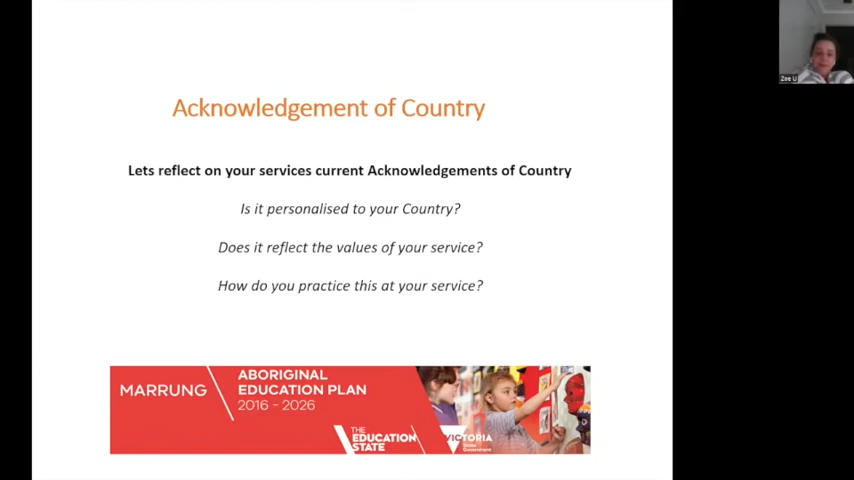 Acknowledgement of Country
Lets reflect on your services current Acknowledgements of Country
Is it personalised to your Country?
Does it reflect the values of your service?
How do you practice this at your service?
MARRUNG
ABORIGINAL
EDUCATION PLAN
2016 - 2026
THE
EDUCATION
STATE
VICTORIA
State
Government
Zoe Li